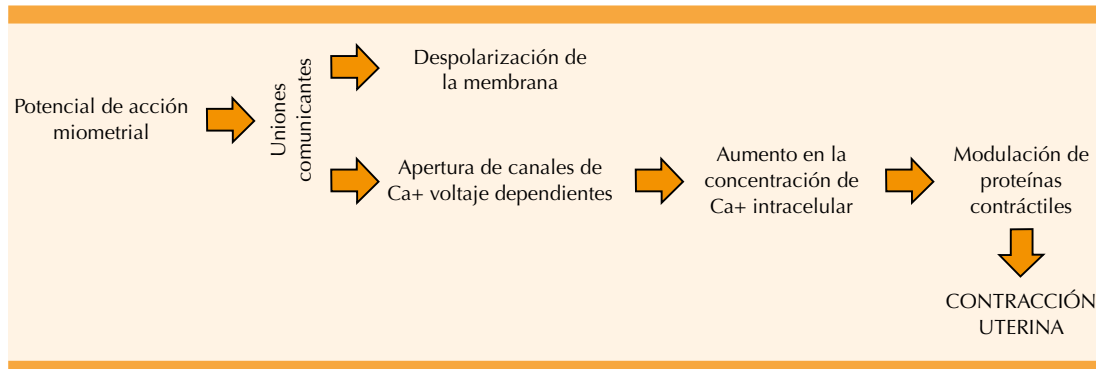 Potencial de acción
miometrial
Uniones
comunicantes
Despolarización de
la membrana
Apertura de canales de
Ca+ voltaje dependientes
Aumento en la
concentración de
Ca+ intracelular
Modulación de
proteínas
contráctiles
CONTRACCIÓN
UTERINA